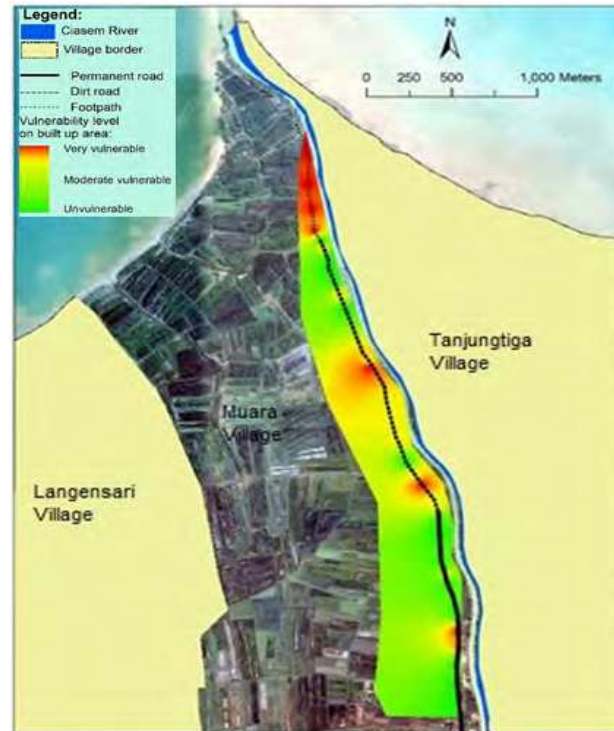 Legend:
Ciasem River
Village border
Permanent road
Dirt road
Footpath
Vulnerability level
on built up area:
Very vulnerable
Moderate vulnerable
Unvulnerable
N
0 250 500 1,000 Meters
Tanjungtiga
Village
Muara
Village
Langensari
Village